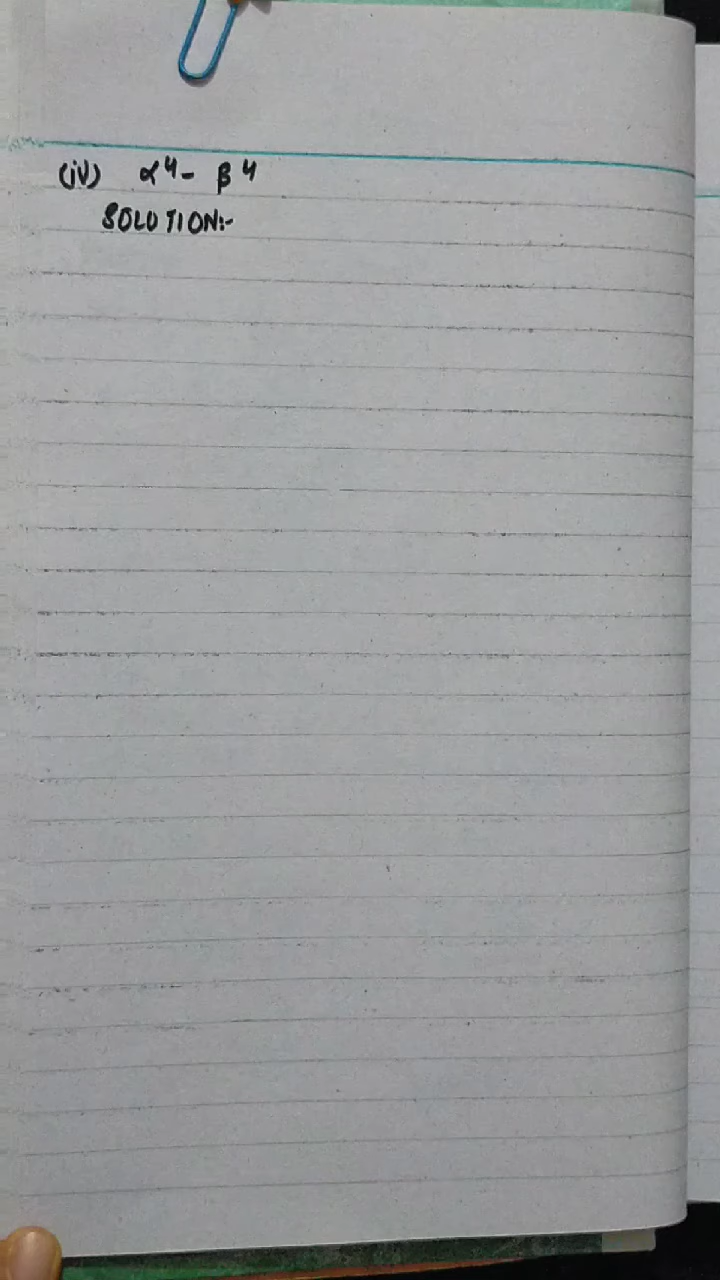 (iv) α⁴ - β⁴
SOLUTION:-